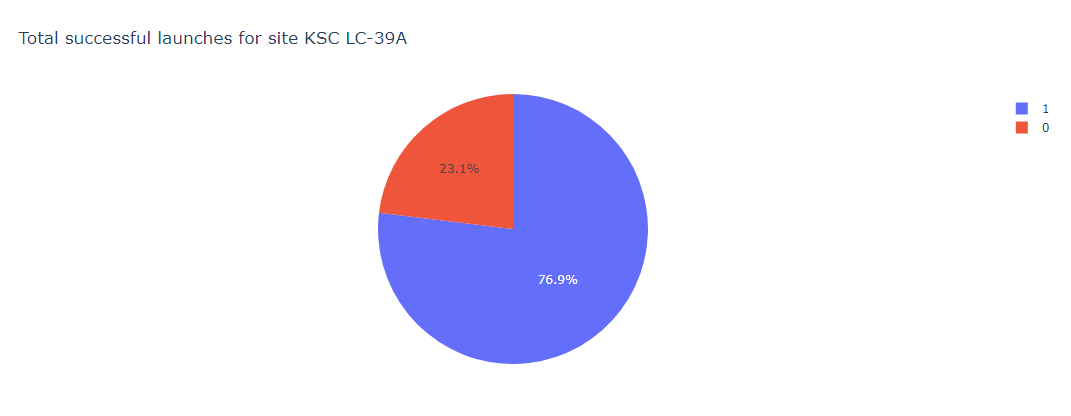 Total successful launches for site KSC LC-39A
1
0
23.1%
76.9%